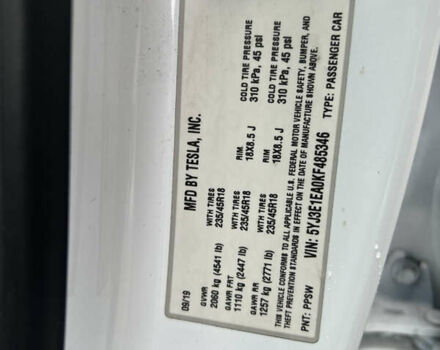 MFD BY TESLA, INC.
09/19
GVWR
2060 kg (4541 lb)
GAWR FRT WITH TIRES RIM COLD TIRE PRESSURE
1110 kg (2447 lb) 235/45R18 18X8.5 J 310 kPa, 45 psi
GAWR RR WITH TIRES RIM COLD TIRE PRESSURE
1257 kg (2771 lb) 235/45R18 18X8.5 J 310 kPa, 45 psi
THIS VEHICLE CONFORMS TO ALL APPLICABLE U.S. FEDERAL MOTOR VEHICLE SAFETY, BUMPER, AND
THEFT PREVENTION STANDARDS IN EFFECT ON THE DATE OF MANUFACTURE SHOWN ABOVE.
VIN: 5YJ3E1EA0KF485346
PNT: PPSW TYPE: PASSENGER CAR